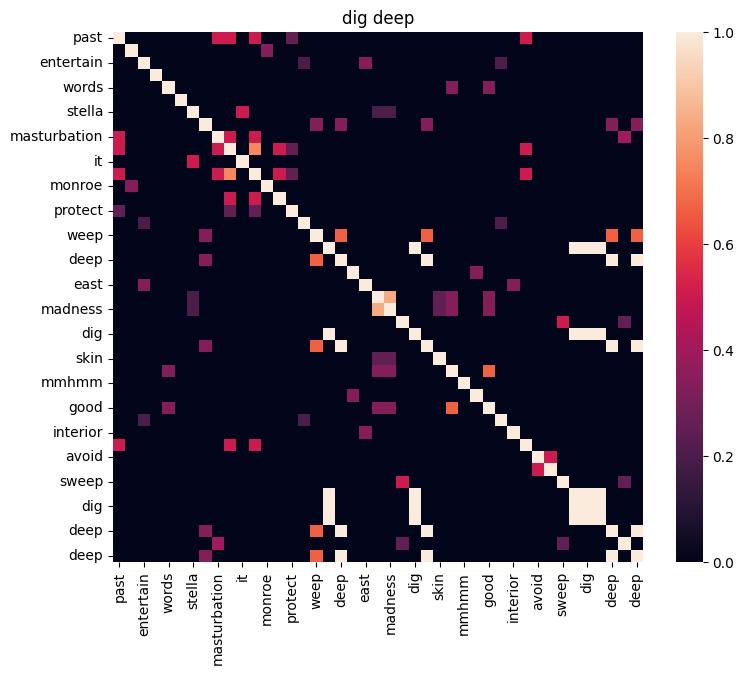 dig deep
past
entertain
words
stella
masturbation
it
monroe
protect
weep
deep
east
madness
dig
skin
mmhmm
good
interior
avoid
sweep
dig
deep
deep
1.0
0.8
0.6
0.4
0.2
0.0
past
entertain
words
stella
masturbation
it
monroe
protect
weep
deep
east
madness
dig
skin
mmhmm
good
interior
avoid
sweep
dig
deep
deep